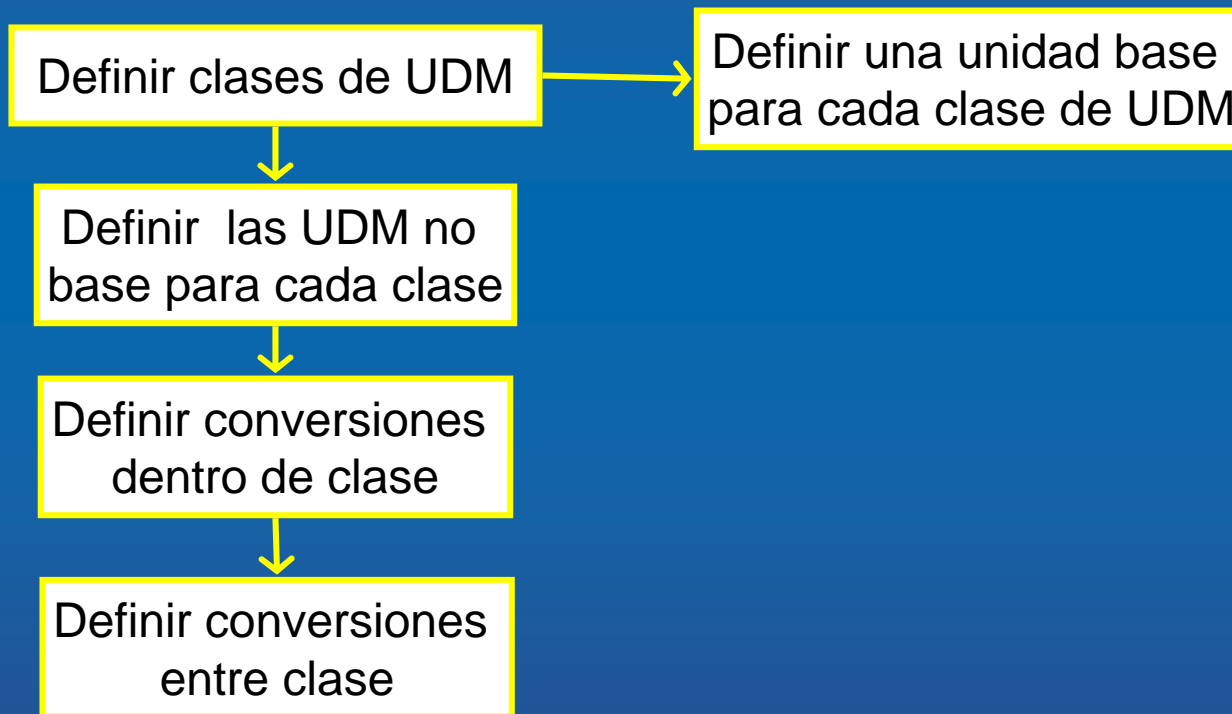 Definir clases de UDM
Definir una unidad base
para cada clase de UDM
Definir las UDM no
base para cada clase
Definir conversiones
dentro de clase
Definir conversiones
entre clase